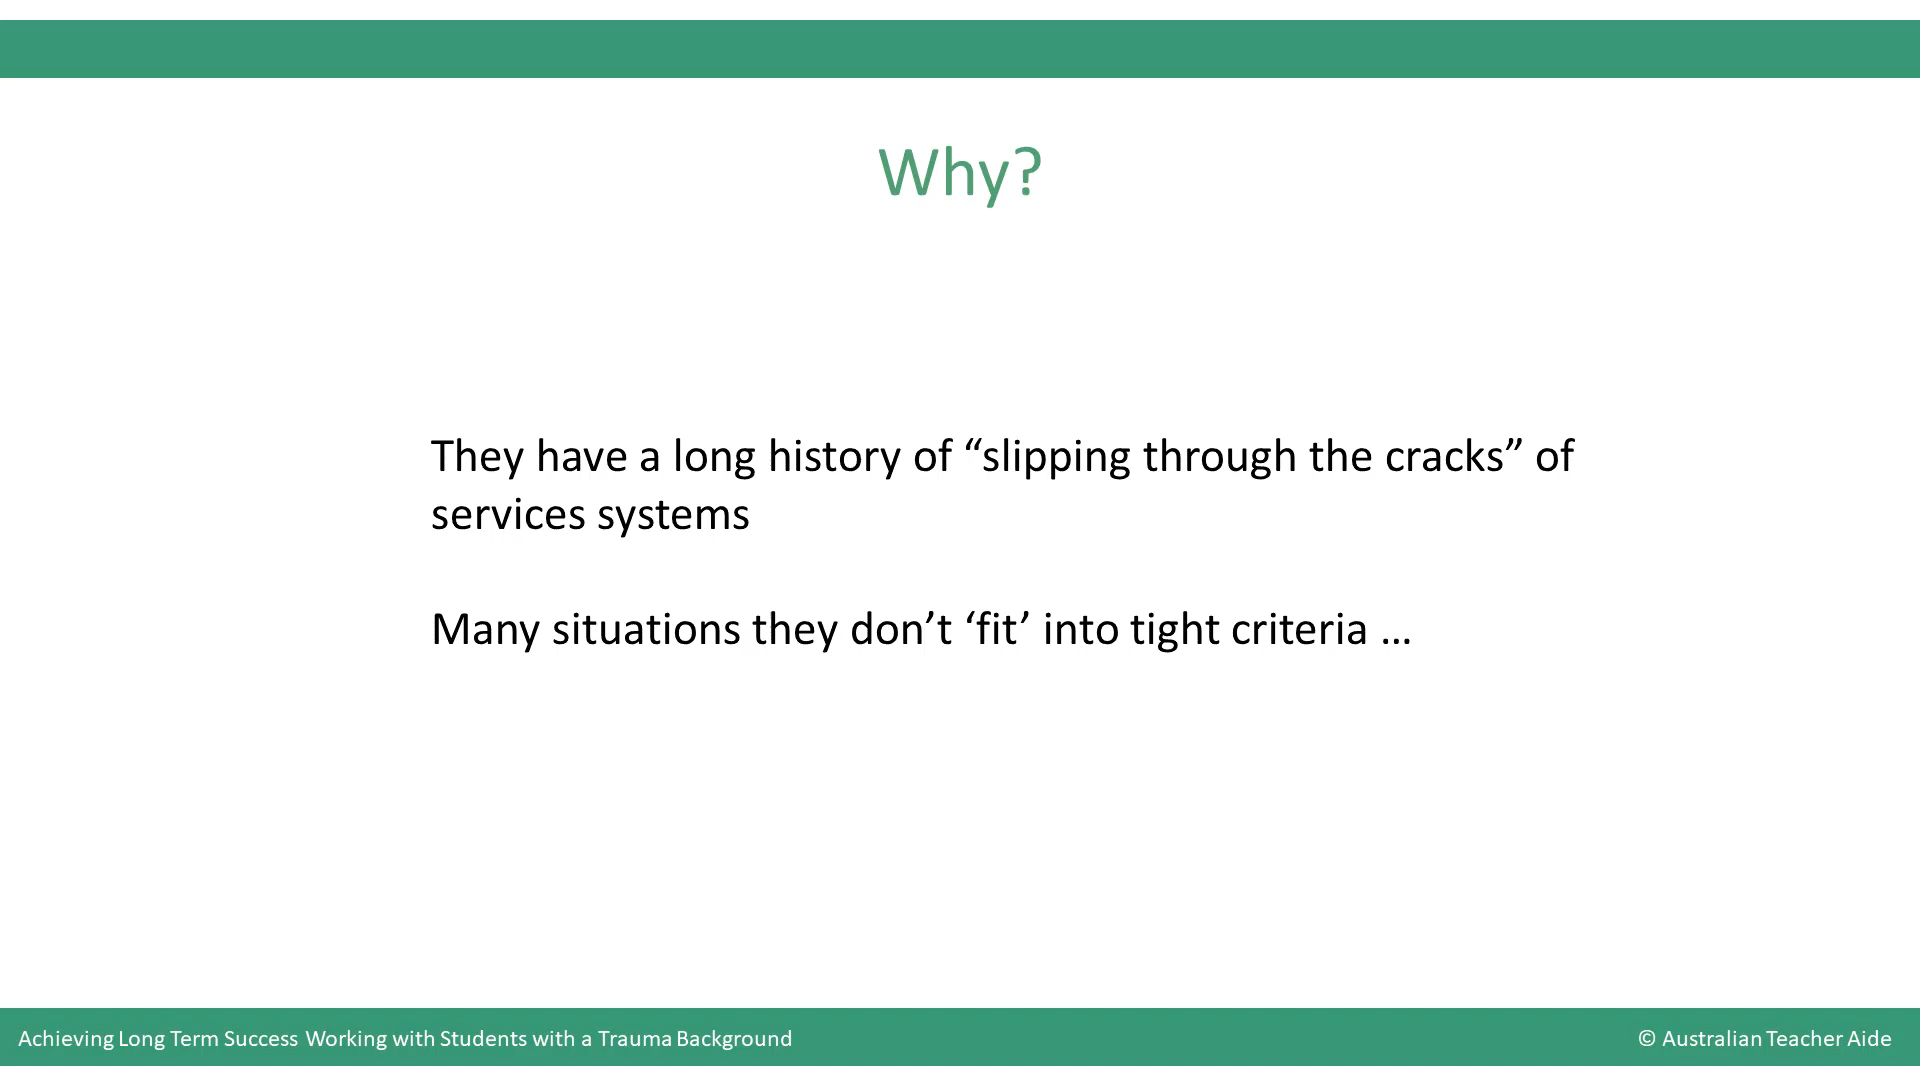 Why?
They have a long history of “slipping through the cracks” of
services systems
Many situations they don’t ‘fit’ into tight criteria …
Achieving Long Term Success Working with Students with a Trauma Background
© Australian Teacher Aide